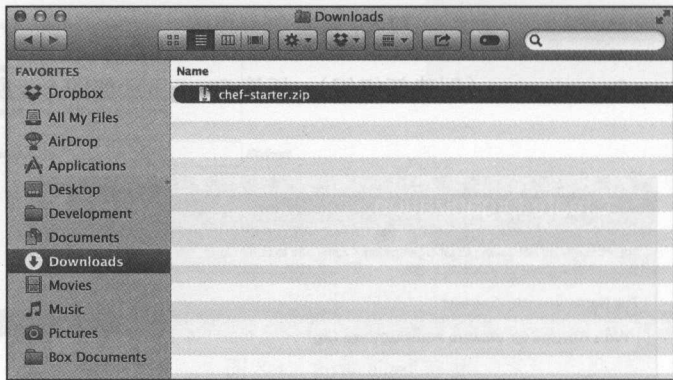 Downloads
FAVORITES
Dropbox
All My Files
AirDrop
Applications
Desktop
Development
Documents
Downloads
Movies
Music
Pictures
Box Documents
Name
chef-starter.zip